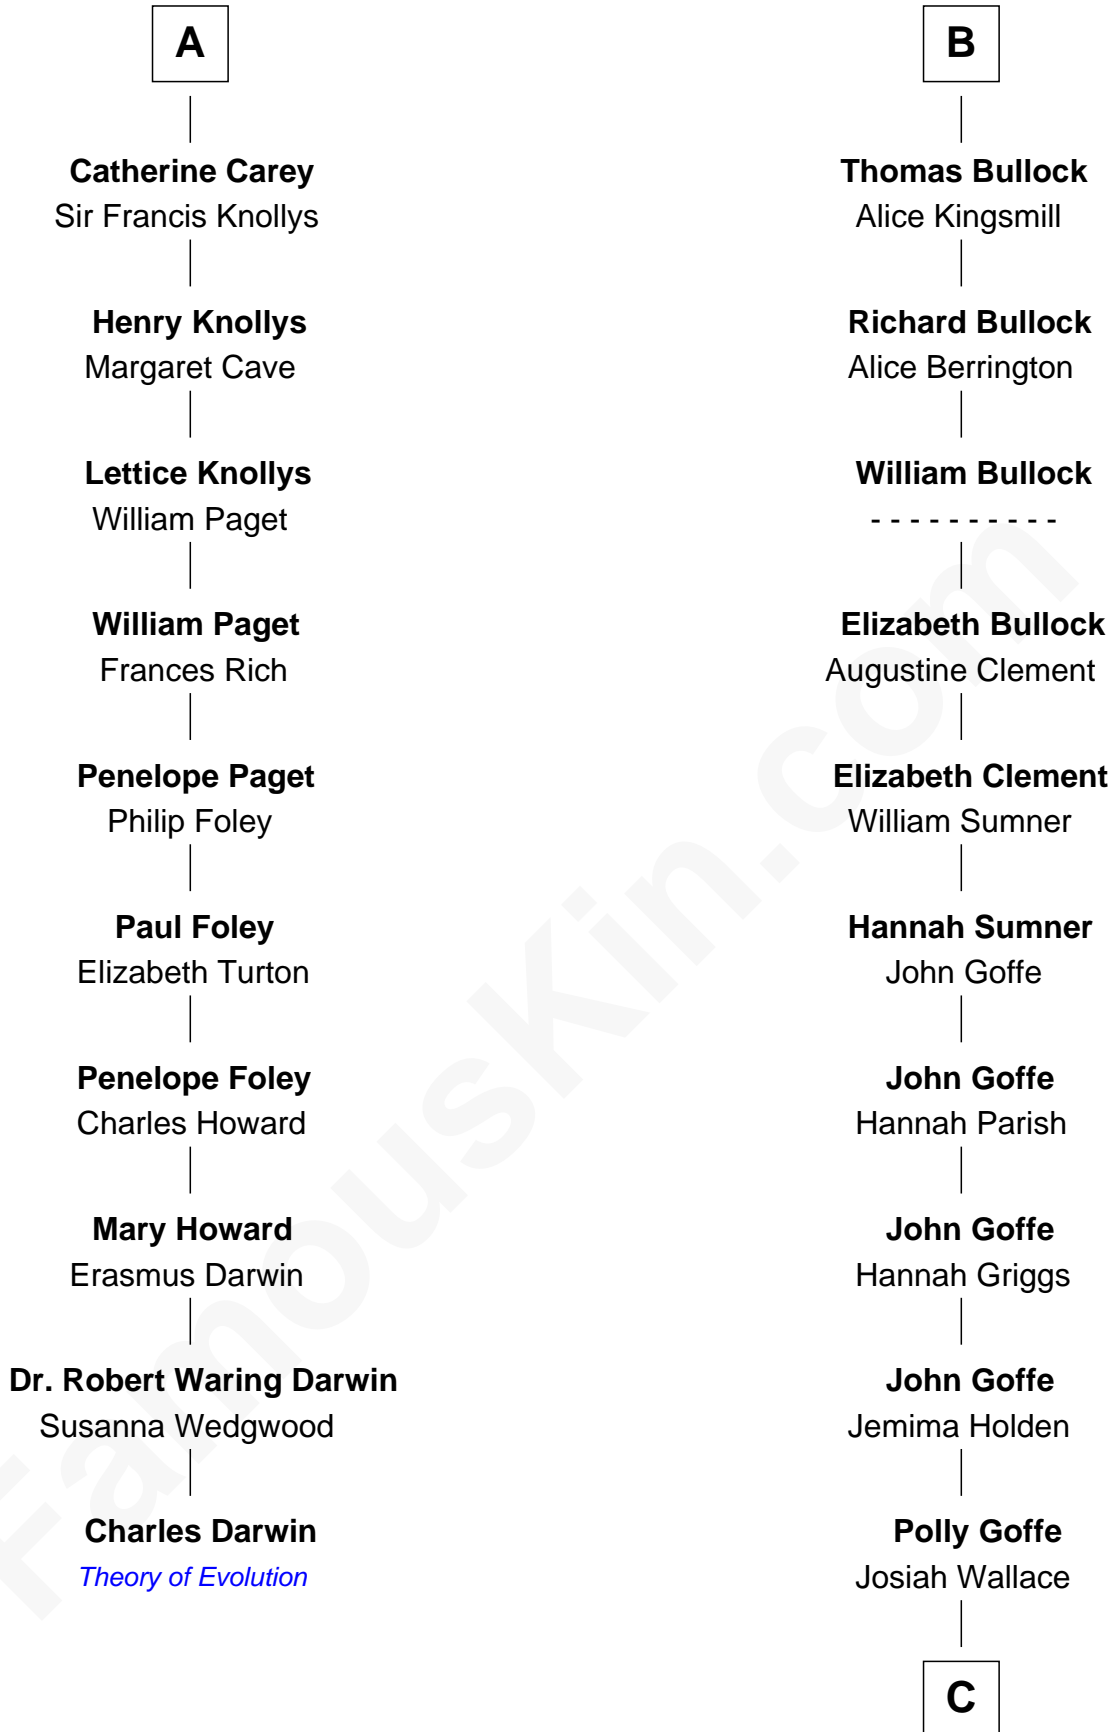 A
Catherine Carey
Sir Francis Knollys
Henry Knollys
Margaret Cave
Lettice Knollys
William Paget
William Paget
Frances Rich
Penelope Paget
Philip Foley
Paul Foley
Elizabeth Turton
Penelope Foley
Charles Howard
Mary Howard
Erasmus Darwin
Dr. Robert Waring Darwin
Susanna Wedgwood
Charles Darwin
Theory of Evolution
B
Thomas Bullock
Alice Kingsmill
Richard Bullock
Alice Berrington
William Bullock
- - - - - - - - - -
Elizabeth Bullock
Augustine Clement
Elizabeth Clement
William Sumner
Hannah Sumner
John Goffe
John Goffe
Hannah Parish
John Goffe
Hannah Griggs
John Goffe
Jemima Holden
Polly Goffe
Josiah Wallace
C
FamousKin.com